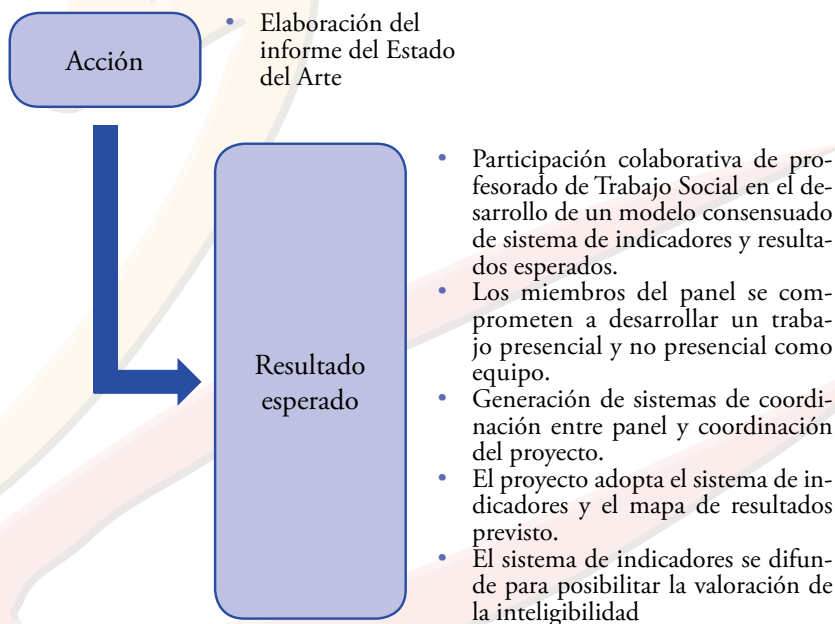 Acción
• Elaboración del
informe del Estado
del Arte
Resultado
esperado
• Participación colaborativa de pro-
fesorado de Trabajo Social en el de-
sarrollo de un modelo consensuado
de sistema de indicadores y resulta-
dos esperados.
• Los miembros del panel se com-
prometen a desarrollar un traba-
jo presencial y no presencial como
equipo.
• Generación de sistemas de coordi-
nación entre panel y coordinación
del proyecto.
• El proyecto adopta el sistema de in-
dicadores y el mapa de resultados
previsto.
• El sistema de indicadores se difun-
de para posibilitar la valoración de
la inteligibilidad